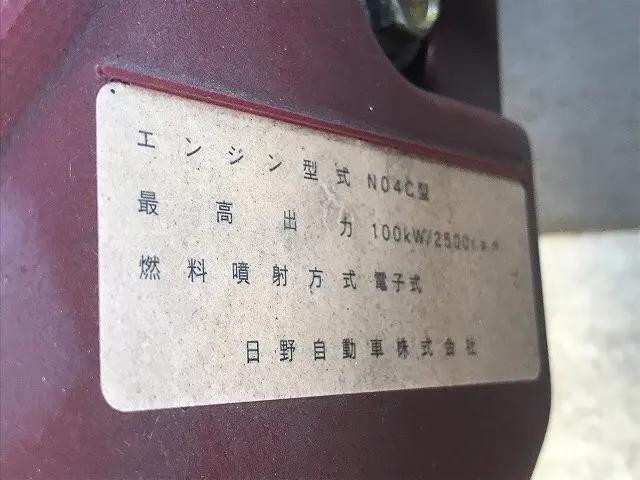 エンジン型式 N04C型
最高出力 100kW/2500r.p.m
燃料噴射方式 電子式
日野自動車株式会社